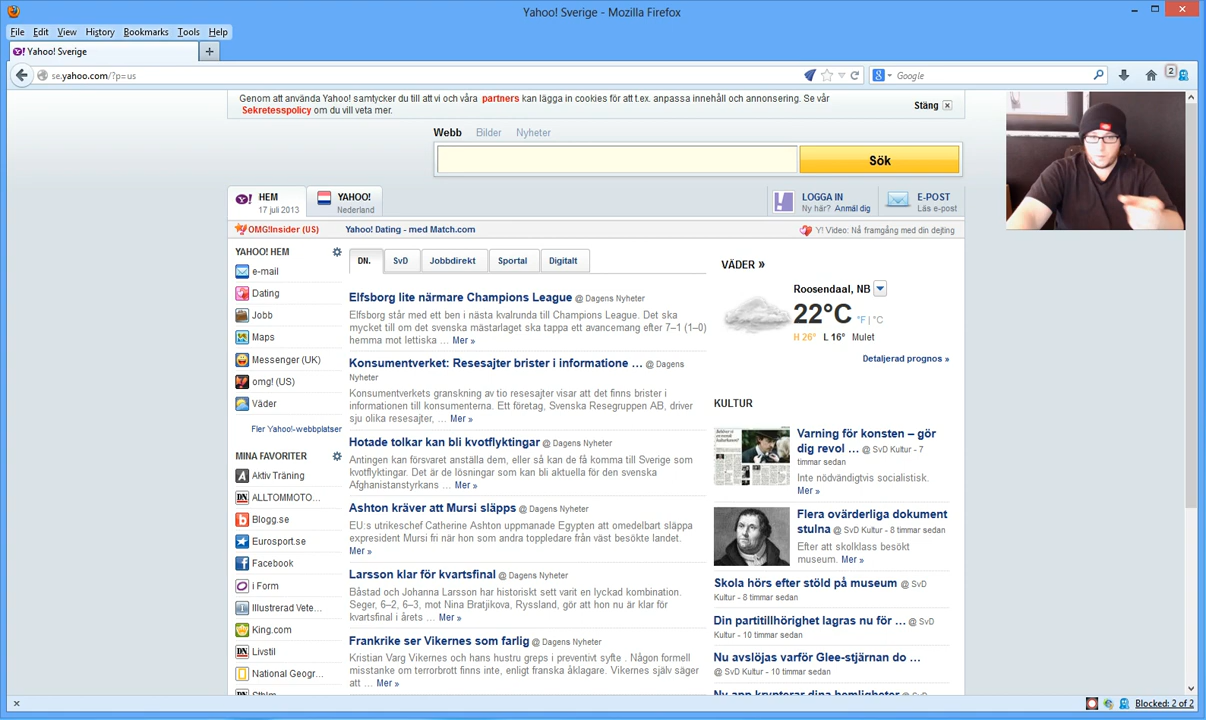 Yahoo! Sverige - Mozilla Firefox
File Edit View History Bookmarks Tools Help
Yahoo! Sverige
se.yahoo.com/?p=us
Google
2
Genom att använda Yahoo! samtycker du till att vi och våra partners kan lägga in cookies för att t.ex. anpassa innehåll och annonsering. Se vår
Sekretesspolicy om du vill veta mer.
Stäng
Webb Bilder Nyheter
Sök
HEM
17 juli 2013
YAHOO!
Nederland
LOGGA IN
Ny här? Anmäl dig
E-POST
Läs e-post
OMG!Insider (US)
Yahoo! Dating - med Match.com
Y! Video: Nå framgång med din dejting
YAHOO! HEM
e-mail
Dating
Jobb
Maps
Messenger (UK)
omg! (US)
Väder
Fler Yahoo!-webbplatser
MINA FAVORITER
Aktiv Träning
ALLTOMMOTO...
Blogg.se
Eurosport.se
Facebook
i Form
Illustrerad Vete...
King.com
Livstil
National Geogr...
DN. SvD Jobbdirekt Sportal Digitalt
Elfsborg lite närmare Champions League @ Dagens Nyheter
Elfsborg står med ett ben i nästa kvalrunda till Champions League. Det ska
mycket till om det svenska mästarlaget ska tappa ett avancemang efter 7–1 (1–0)
hemma mot lettiska ... Mer »
Konsumentverket: Resesajter brister i informatione ... @ Dagens
Nyheter
Konsumentverkets granskning av tio resesajter visar att det finns brister i
informationen till konsumenterna. Ett företag, Svenska Resegruppen AB, driver
sju olika resesajter, ... Mer »
Hotade tolkar kan bli kvotflyktingar @ Dagens Nyheter
Antingen kan försvaret anställa dem, eller så kan de få komma till Sverige som
kvotflyktingar. Det är de lösningar som kan bli aktuella för den svenska
Afghanistanstyrkans ... Mer »
Ashton kräver att Mursi släpps @ Dagens Nyheter
EU:s utrikeschef Catherine Ashton uppmanade Egypten att omedelbart släppa
expresident Mursi fri när hon som andra toppledare från väst besökte landet.
Mer »
Larsson klar för kvartsfinal @ Dagens Nyheter
Båstad och Johanna Larsson har historiskt sett varit en lyckad kombination.
Seger, 6–2, 6–3, mot Nina Bratjikova, Ryssland, gör att hon nu är klar för
kvartsfinal i årets ... Mer »
Frankrike ser Vikernes som farlig @ Dagens Nyheter
Kristian Varg Vikernes och hans hustru greps i preventivt syfte . Någon formell
misstanke om terrorbrott finns inte, enligt franska åklagare. Vikernes själv säger
att ... Mer »
VÄDER »
Roosendaal, NB
22°C °F | °C
H 26° L 16° Mulet
Detaljerad prognos »
KULTUR
Varning för konsten – gör
dig revol ... @ SvD Kultur - 7
timmar sedan
Inte nödvändigtvis socialistisk.
Mer »
Flera ovärderliga dokument
stulna @ SvD Kultur - 8 timmar sedan
Efter att skolklass besökt
museum. Mer »
Skola hörs efter stöld på museum @ SvD
Kultur - 8 timmar sedan
Din partitillhörighet lagras nu för ... @ SvD
Kultur - 10 timmar sedan
Nu avslöjas varför Glee-stjärnan do ...
@ SvD Kultur - 10 timmar sedan
Ny app krypterar dina hemligheter @ SvD
Blocked: 2 of 2